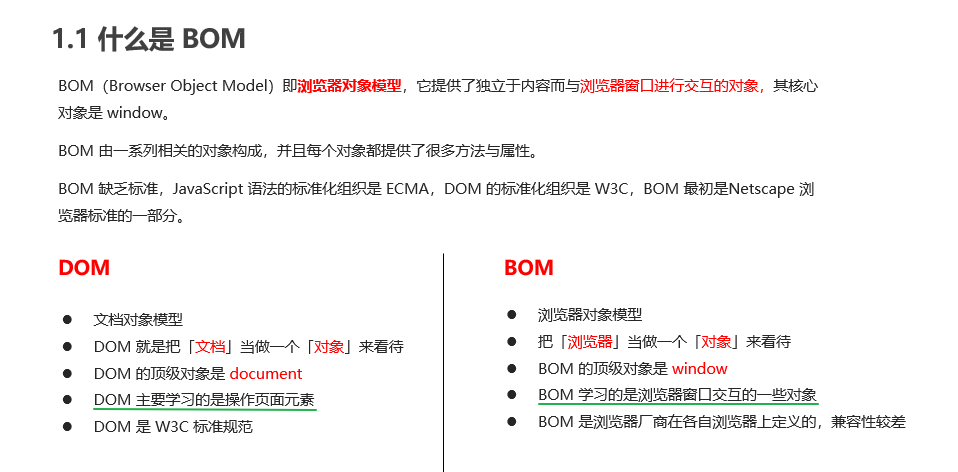 1.1 什么是 BOM
BOM（Browser Object Model）即浏览器对象模型，它提供了独立于内容而与浏览器窗口进行交互的对象，其核心
对象是 window。
BOM 由一系列相关的对象构成，并且每个对象都提供了很多方法与属性。
BOM 缺乏标准，JavaScript 语法的标准化组织是 ECMA，DOM 的标准化组织是 W3C，BOM 最初是Netscape 浏
览器标准的一部分。
DOM
● 文档对象模型
● DOM 就是把「文档」当做一个「对象」来看待
● DOM 的顶级对象是 document
● DOM 主要学习的是操作页面元素
● DOM 是 W3C 标准规范
BOM
● 浏览器对象模型
● 把「浏览器」当做一个「对象」来看待
● BOM 的顶级对象是 window
● BOM 学习的是浏览器窗口交互的一些对象
● BOM 是浏览器厂商在各自浏览器上定义的，兼容性较差